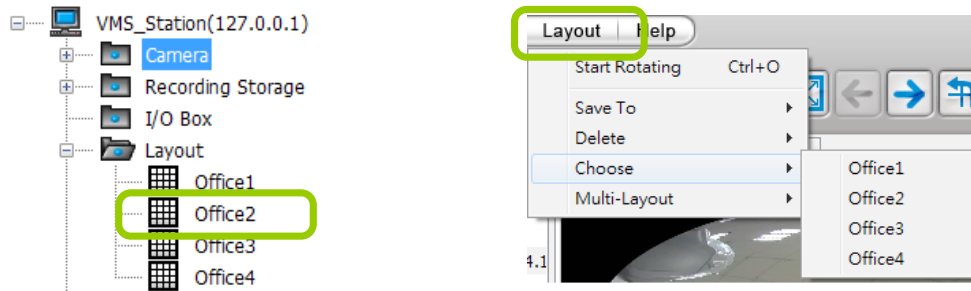 VMS_Station(127.0.0.1)
Camera
Recording Storage
I/O Box
Layout
Office1
Office2
Office3
Office4
Layout Help
Start Rotating Ctrl+O
Save To
Delete
Choose
Multi-Layout
Office1
Office2
Office3
Office4
4.1